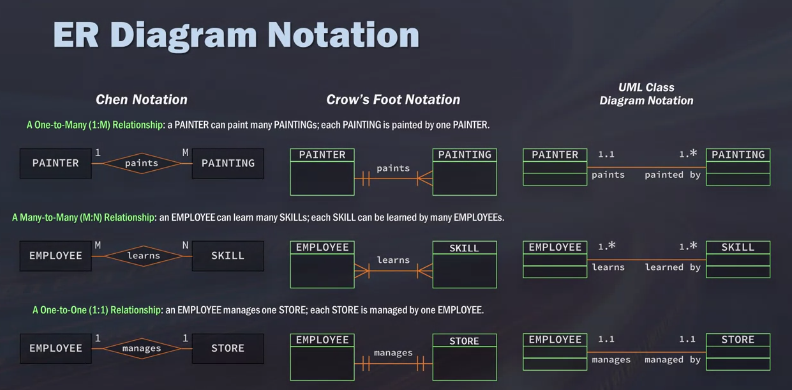 ER Diagram Notation
Chen Notation
Crow's Foot Notation
UML Class
Diagram Notation
A One-to-Many (1:M) Relationship: a PAINTER can paint many PAINTINGs; each PAINTING is painted by one PAINTER.
PAINTER 1 paints M PAINTING
PAINTER paints PAINTING
PAINTER 1.1 1.* PAINTING
paints painted by
A Many-to-Many (M:N) Relationship: an EMPLOYEE can learn many SKILLs; each SKILL can be learned by many EMPLOYEEs.
EMPLOYEE M learns N SKILL
EMPLOYEE learns SKILL
EMPLOYEE 1.* 1.* SKILL
learns learned by
A One-to-One (1:1) Relationship: an EMPLOYEE manages one STORE; each STORE is managed by one EMPLOYEE.
EMPLOYEE 1 manages 1 STORE
EMPLOYEE manages STORE
EMPLOYEE 1.1 1.1 STORE
manages managed by